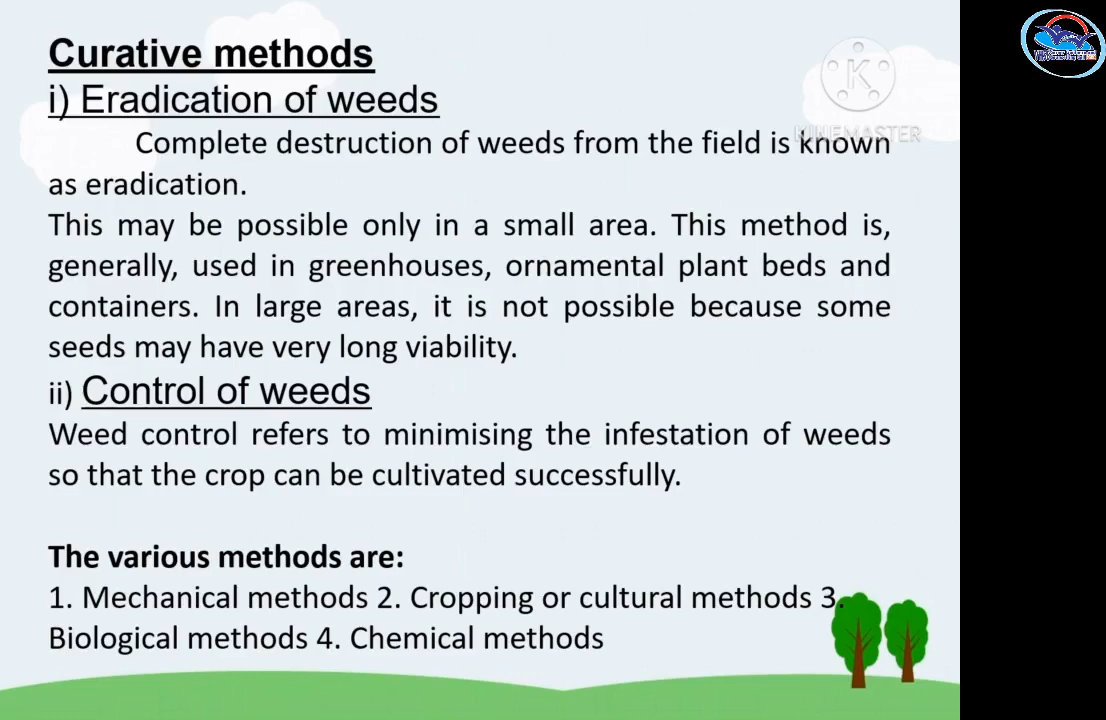 Curative methods
i) Eradication of weeds
Complete destruction of weeds from the field is known
as eradication.
This may be possible only in a small area. This method is,
generally, used in greenhouses, ornamental plant beds and
containers. In large areas, it is not possible because some
seeds may have very long viability.
ii) Control of weeds
Weed control refers to minimising the infestation of weeds
so that the crop can be cultivated successfully.
The various methods are:
1. Mechanical methods 2. Cropping or cultural methods 3.
Biological methods 4. Chemical methods
K
KINEMASTER